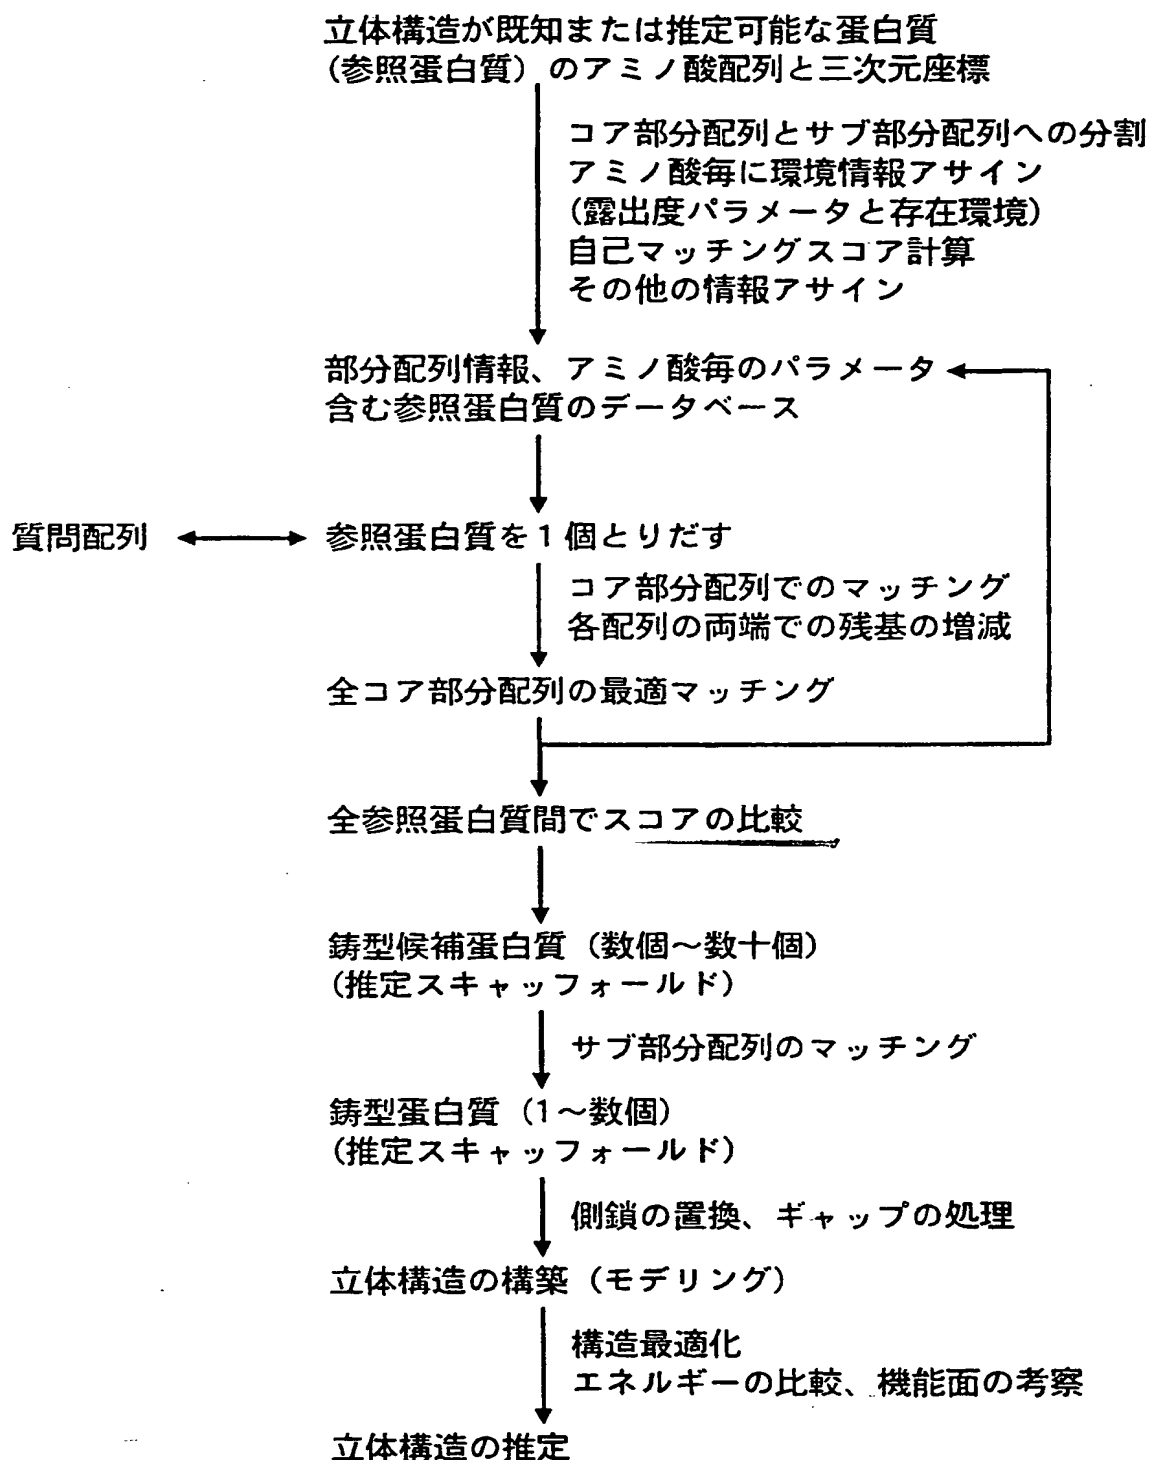 立体構造が既知または推定可能な蛋白質
(参照蛋白質)のアミノ酸配列と三次元座標
コア部分配列とサブ部分配列への分割
アミノ酸毎に環境情報アサイン
(露出度パラメータと存在環境)
自己マッチングスコア計算
その他の情報アサイン
部分配列情報、アミノ酸毎のパラメータ
含む参照蛋白質のデータベース
質問配列
参照蛋白質を1個とりだす
コア部分配列でのマッチング
各配列の両端での残基の増減
全コア部分配列の最適マッチング
全参照蛋白質間でスコアの比較
鋳型候補蛋白質(数個~数十個)
(推定スキャッフォールド)
サブ部分配列のマッチング
鋳型蛋白質(1~数個)
(推定スキャッフォールド)
側鎖の置換、ギャップの処理
立体構造の構築(モデリング)
構造最適化
エネルギーの比較、機能面の考察
立体構造の推定